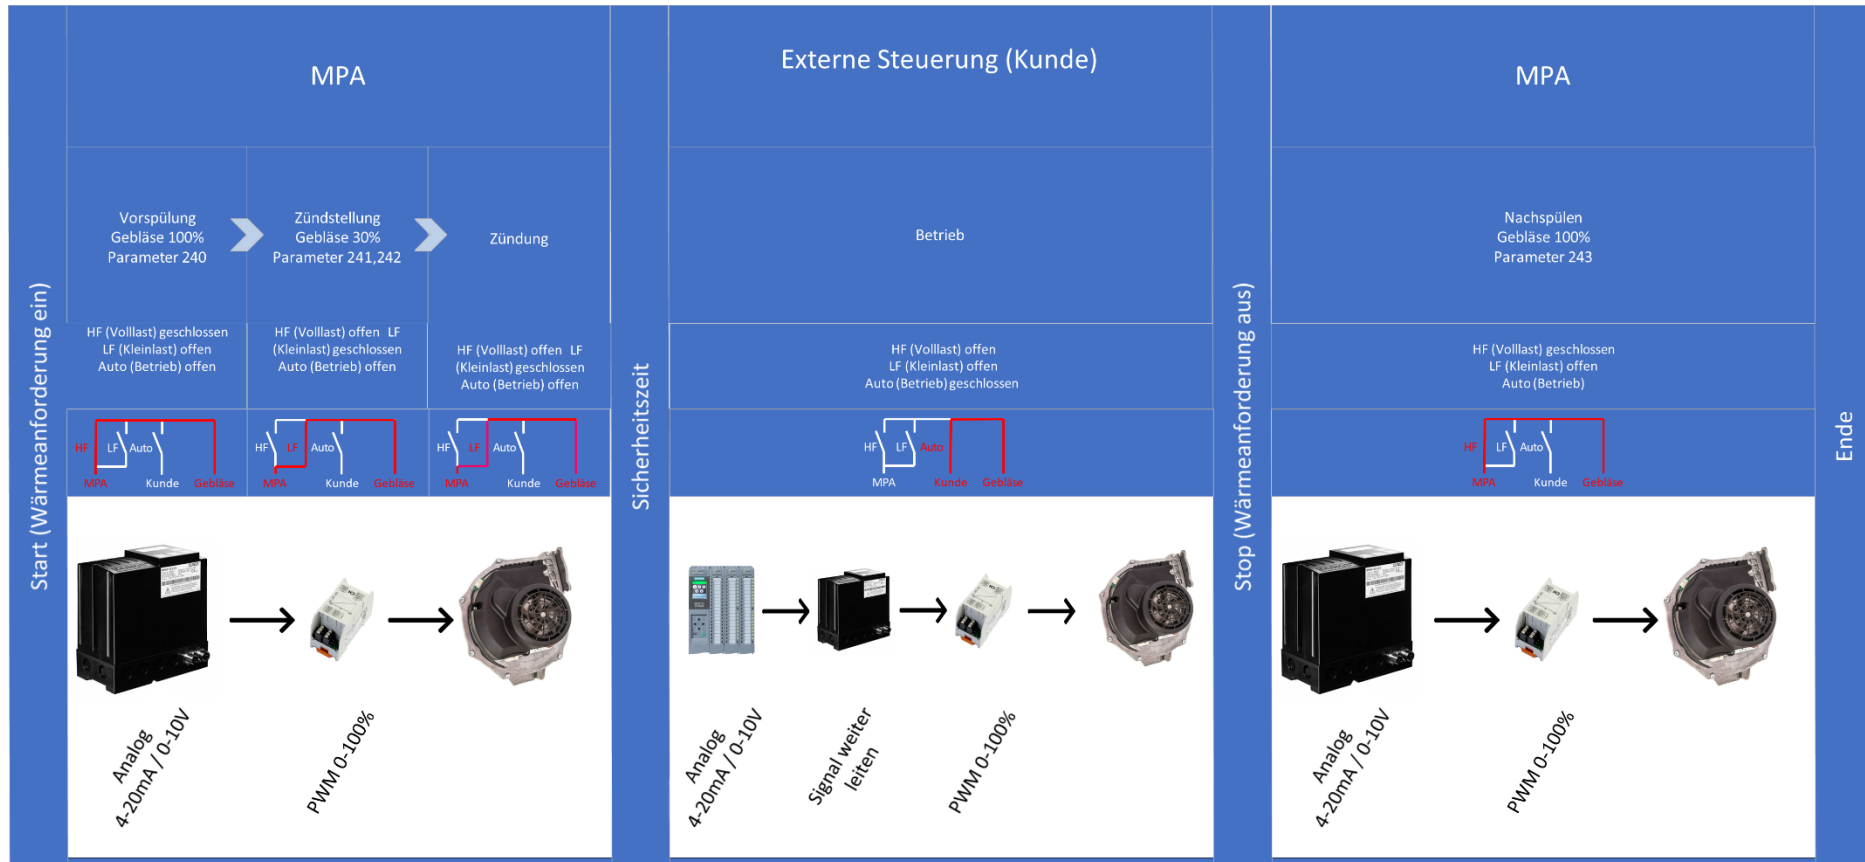 MPA
Externe Steuerung (Kunde)
MPA
Start (Wärmeanforderung ein)
Vorspülung
Gebläse 100%
Parameter 240
Zündstellung
Gebläse 30%
Parameter 241,242
Zündung
Sicherheitszeit
Betrieb
Stop (Wärmeanforderung aus)
Nachspülen
Gebläse 100%
Parameter 243
Ende
HF (Volllast) geschlossen
LF (Kleinlast) offen
Auto (Betrieb) offen
HF (Volllast) offen LF
(Kleinlast) geschlossen
Auto (Betrieb) offen
HF (Volllast) offen LF
(Kleinlast) geschlossen
Auto (Betrieb) offen
HF (Volllast) offen
LF (Kleinlast) offen
Auto (Betrieb) geschlossen
HF (Volllast) geschlossen
LF (Kleinlast) offen
Auto (Betrieb)
HF LF Auto
MPA Kunde Gebläse
HF LF Auto
MPA Kunde Gebläse
HF LF Auto
MPA Kunde Gebläse
HF LF Auto
MPA Kunde Gebläse
HF LF Auto
MPA Kunde Gebläse
Analog
4-20mA / 0-10V
PWM 0-100%
Analog
4-20mA / 0-10V
Signal weiter
leiten
PWM 0-100%
Analog
4-20mA / 0-10V
PWM 0-100%